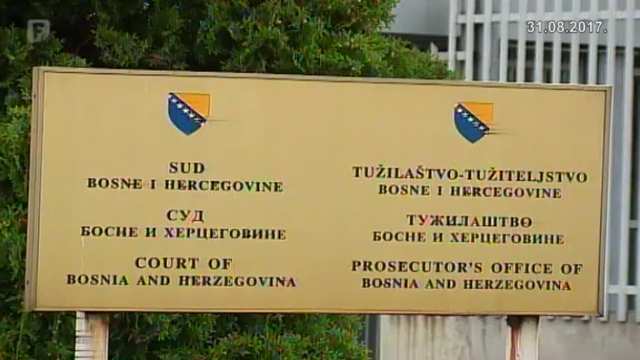 F
31.08.2017.
SUD
BOSNE I HERCEGOVINE
СУД
БОСНЕ И ХЕРЦЕГОВИНЕ
COURT OF
BOSNIA AND HERZEGOVINA
TUŽILAŠTVO-TUŽITELJSTVO
BOSNE I HERCEGOVINE
ТУЖИЛАШТВО
БОСНЕ И ХЕРЦЕГОВИНЕ
PROSECUTOR'S OFFICE OF
BOSNIA AND HERZEGOVINA